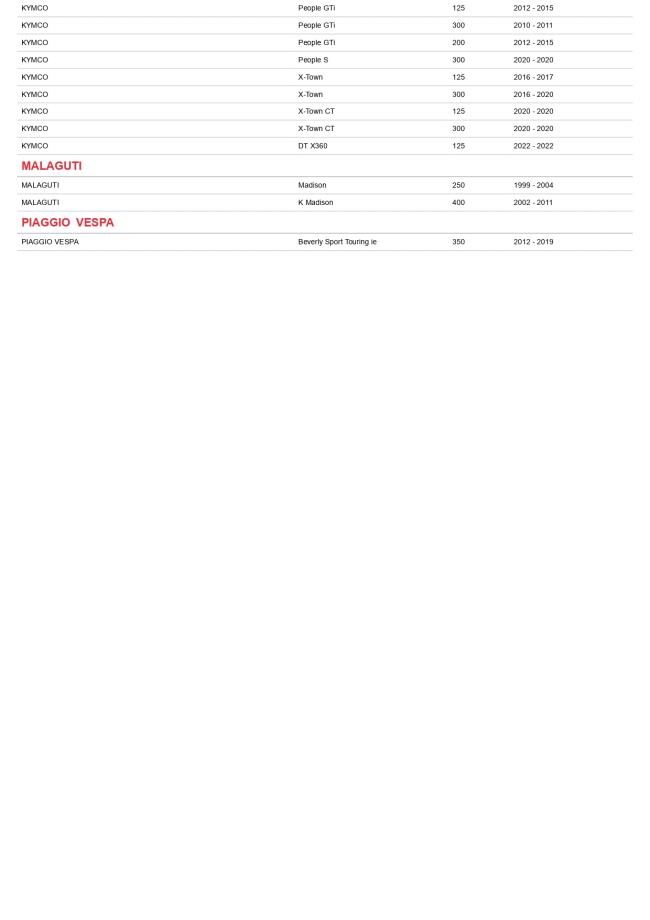 KYMCO People GTi 125 2012 - 2015
KYMCO People GTi 300 2010 - 2011
KYMCO People GTi 200 2012 - 2015
KYMCO People S 300 2020 - 2020
KYMCO X-Town 125 2016 - 2017
KYMCO X-Town 300 2016 - 2020
KYMCO X-Town CT 125 2020 - 2020
KYMCO X-Town CT 300 2020 - 2020
KYMCO DT X360 125 2022 - 2022
MALAGUTI
MALAGUTI Madison 250 1999 - 2004
MALAGUTI K Madison 400 2002 - 2011
PIAGGIO VESPA
PIAGGIO VESPA Beverly Sport Touring ie 350 2012 - 2019